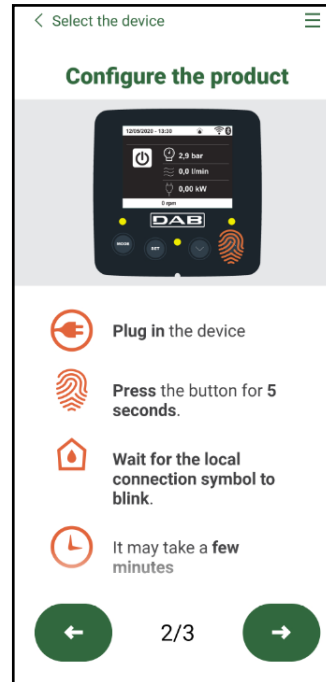 Select the device
Configure the product
12/09/2020 - 13:30
2,9 bar
0,0 l/min
0,00 kW
0 rpm
DAB
MODE
SET
Plug in the device
Press the button for 5
seconds.
Wait for the local
connection symbol to
blink.
It may take a few
minutes
2/3